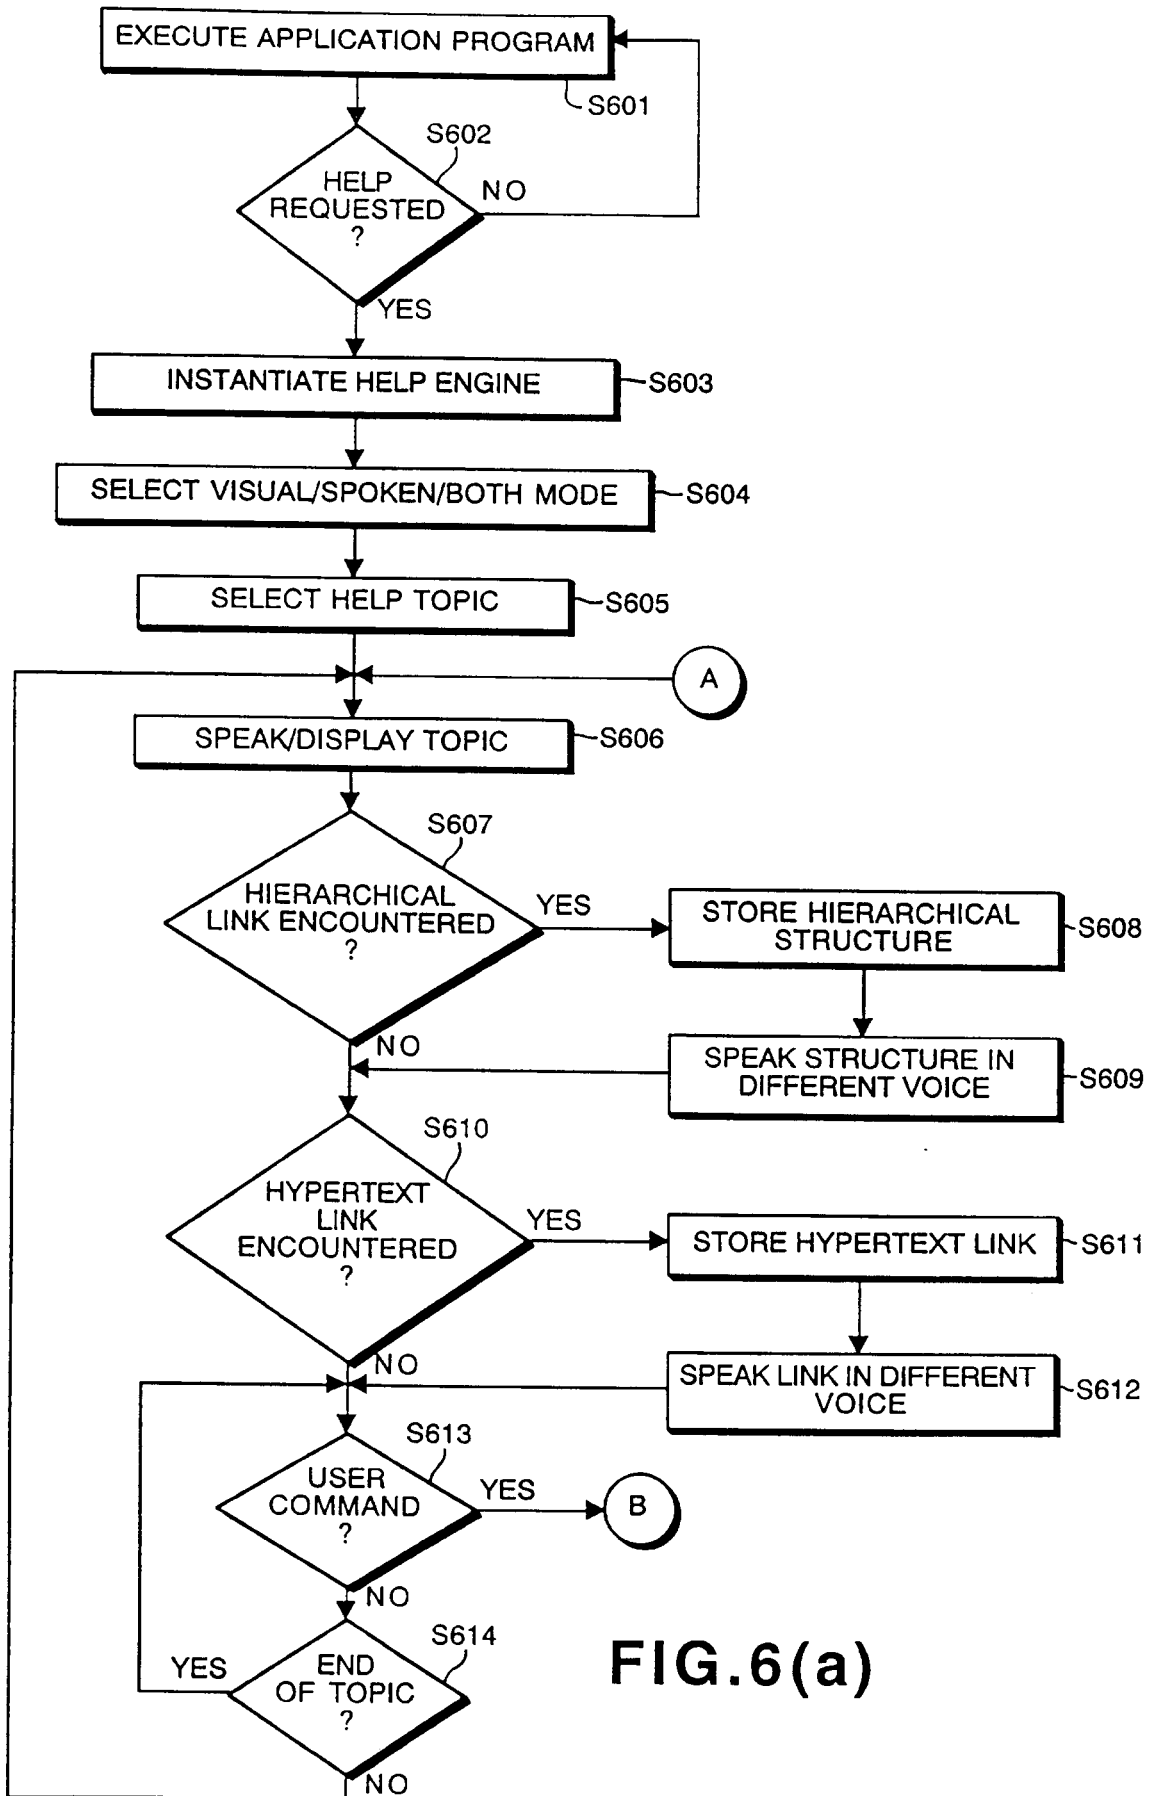 EXECUTE APPLICATION PROGRAM
S601
S602
HELP
REQUESTED
?
NO
YES
INSTANTIATE HELP ENGINE
S603
SELECT VISUAL/SPOKEN/BOTH MODE
S604
SELECT HELP TOPIC
S605
A
SPEAK/DISPLAY TOPIC
S606
S607
HIERARCHICAL
LINK ENCOUNTERED
?
YES
STORE HIERARCHICAL
STRUCTURE
S608
NO
SPEAK STRUCTURE IN
DIFFERENT VOICE
S609
S610
HYPERTEXT
LINK
ENCOUNTERED
?
YES
STORE HYPERTEXT LINK
S611
NO
SPEAK LINK IN DIFFERENT
VOICE
S612
S613
USER
COMMAND
?
YES
B
NO
S614
END
OF TOPIC
?
YES
NO
FIG.6(a)